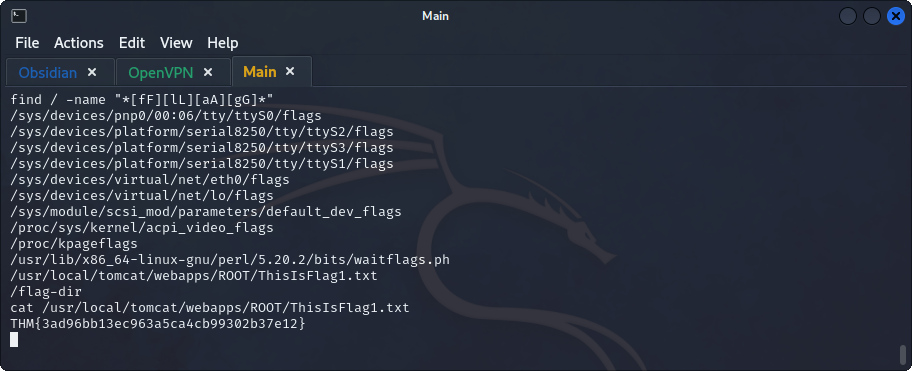 Main
File Actions Edit View Help
Obsidian × OpenVPN × Main ×
find / -name "*[fF][lL][aA][gG]*"
/sys/devices/pnp0/00:06/tty/ttyS0/flags
/sys/devices/platform/serial8250/tty/ttyS2/flags
/sys/devices/platform/serial8250/tty/ttyS3/flags
/sys/devices/platform/serial8250/tty/ttyS1/flags
/sys/devices/virtual/net/eth0/flags
/sys/devices/virtual/net/lo/flags
/sys/module/scsi_mod/parameters/default_dev_flags
/proc/sys/kernel/acpi_video_flags
/proc/kpageflags
/usr/lib/x86_64-linux-gnu/perl/5.20.2/bits/waitflags.ph
/usr/local/tomcat/webapps/ROOT/ThisIsFlag1.txt
/flag-dir
cat /usr/local/tomcat/webapps/ROOT/ThisIsFlag1.txt
THM{3ad96bb13ec963a5ca4cb99302b37e12}